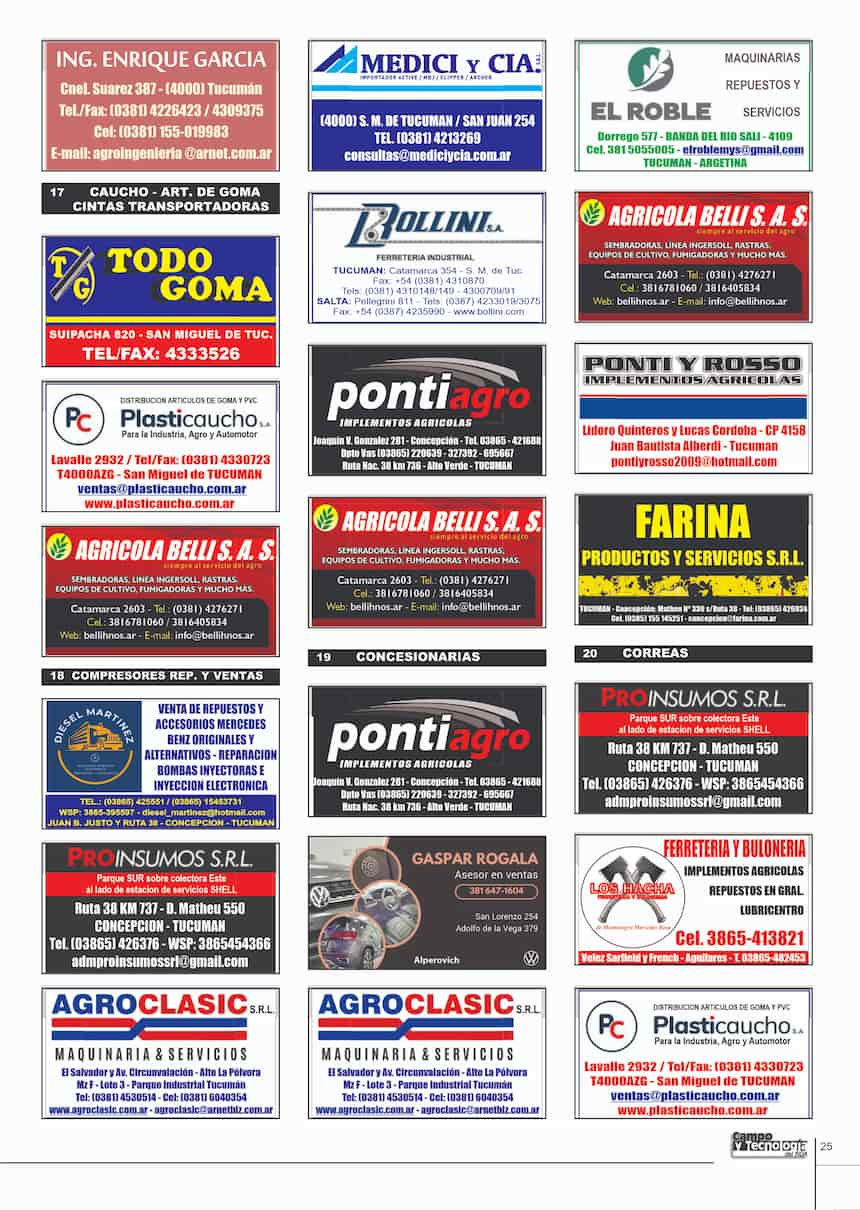 ING. ENRIQUE GARCIA
Cnel. Suarez 387 - (4000) Tucumán
Tel./Fax: (0381) 4226423 / 4309375
Cel: (0381) 155-019983
E-mail: agroingenieria @arnet.com.ar
17 CAUCHO - ART. DE GOMA
CINTAS TRANSPORTADORAS
TG TODO
GOMA
SUIPACHA 820 - SAN MIGUEL DE TUC.
TEL/FAX: 4333526
DISTRIBUCION ARTICULOS DE GOMA Y PVC
PC Plasticaucho S.A
Para la Industria, Agro y Automotor
Lavalle 2932 / Tel/Fax: (0381) 4330723
T4000AZG - San Miguel de TUCUMAN
ventas@plasticaucho.com.ar
www.plasticaucho.com.ar
AGRICOLA BELLI S. A. S.
siempre al servicio del agro
SEMBRADORAS, LÍNEA INGERSOLL, RASTRAS,
EQUIPOS DE CULTIVO, FUMIGADORAS Y MUCHO MÁS.
Catamarca 2603 - Tel.: (0381) 4276271
Cel.: 3816781060 / 3816405834
Web: bellihnos.ar - E-mail: info@bellihnos.ar
18 COMPRESORES REP. Y VENTAS
DIESEL MARTINEZ
VENTA DE REPUESTOS Y
ACCESORIOS MERCEDES
BENZ ORIGINALES Y
ALTERNATIVOS - REPARACION
BOMBAS INYECTORAS E
INYECCION ELECTRONICA
TEL.: (03865) 425551 / (03865) 15453731
WSP: 3865-395597 - diesel_martinez@hotmail.com
JUAN B. JUSTO Y RUTA 38 - CONCEPCION - TUCUMAN
PROINSUMOS S.R.L.
Parque SUR sobre colectora Este
al lado de estacion de servicios SHELL
Ruta 38 KM 737 - D. Matheu 550
CONCEPCION - TUCUMAN
Tel. (03865) 426376 - WSP: 3865454366
admproinsumossrl@gmail.com
AGROCLASIC S.R.L.
MAQUINARIA & SERVICIOS
El Salvador y Av. Circunvalación - Alto La Pólvora
Mz F - Lote 3 - Parque Industrial Tucumán
Tel: (0381) 4530514 - Cel: (0381) 6040354
www.agroclasic.com.ar - agroclasic@arnetbiz.com.ar
MEDICI Y CIA. S.R.L.
IMPORTADOR ACTIVE / MBJ / CLIPPER / ARCHER
(4000) S. M. DE TUCUMAN / SAN JUAN 254
TEL. (0381) 4213269
consultas@mediciycia.com.ar
BOLLINI S.A.
FERRETERIA INDUSTRIAL
TUCUMAN: Catamarca 354 - S. M. de Tuc.
Fax: +54 (0381) 4310870
Tels: (0381) 4310148/149 - 4300709/91
SALTA: Pellegrini 811 - Tels: (0387) 4233019/3075
Fax: +54 (0387) 4235990 - www.bollini.com
pontiagro
IMPLEMENTOS AGRICOLAS
Joaquin V. Gonzalez 281 - Concepción - Tel. 03865 - 421688
Dpto Vas (03865) 220639 - 327392 - 695667
Ruta Nac. 38 km 736 - Alto Verde - TUCUMAN
AGRICOLA BELLI S. A. S.
siempre al servicio del agro
SEMBRADORAS, LÍNEA INGERSOLL, RASTRAS,
EQUIPOS DE CULTIVO, FUMIGADORAS Y MUCHO MÁS.
Catamarca 2603 - Tel.: (0381) 4276271
Cel.: 3816781060 / 3816405834
Web: bellihnos.ar - E-mail: info@bellihnos.ar
19 CONCESIONARIAS
pontiagro
IMPLEMENTOS AGRICOLAS
Joaquin V. Gonzalez 281 - Concepción - Tel. 03865 - 421688
Dpto Vas (03865) 220639 - 327392 - 695667
Ruta Nac. 38 km 736 - Alto Verde - TUCUMAN
GASPAR ROGALA
Asesor en ventas
381 647-1604
San Lorenzo 254
Adolfo de la Vega 379
Alperovich
AGROCLASIC S.R.L.
MAQUINARIA & SERVICIOS
El Salvador y Av. Circunvalación - Alto La Pólvora
Mz F - Lote 3 - Parque Industrial Tucumán
Tel: (0381) 4530514 - Cel: (0381) 6040354
www.agroclasic.com.ar - agroclasic@arnetbiz.com.ar
EL ROBLE
MAQUINARIAS
REPUESTOS Y
SERVICIOS
Dorrego 577 - BANDA DEL RIO SALI - 4109
Cel. 381 5055005 - elroblemys@gmail.com
TUCUMAN - ARGETINA
AGRICOLA BELLI S. A. S.
siempre al servicio del agro
SEMBRADORAS, LÍNEA INGERSOLL, RASTRAS,
EQUIPOS DE CULTIVO, FUMIGADORAS Y MUCHO MÁS.
Catamarca 2603 - Tel.: (0381) 4276271
Cel.: 3816781060 / 3816405834
Web: bellihnos.ar - E-mail: info@bellihnos.ar
PONTI Y ROSSO
IMPLEMENTOS AGRICOLAS
Lidoro Quinteros y Lucas Cordoba - CP 4158
Juan Bautista Alberdi - Tucuman
pontiyrosso2009@hotmail.com
FARINA
PRODUCTOS Y SERVICIOS S.R.L.
TUCUMAN - Concepción: Matheu Nº 330 s/Ruta 38 - Tel: (03865)
Cel. (0381) 155 145251 - concepcion@farina.com.ar
20 CORREAS
PROINSUMOS S.R.L.
Parque SUR sobre colectora Este
al lado de estacion de servicios SHELL
Ruta 38 KM 737 - D. Matheu 550
CONCEPCION - TUCUMAN
Tel. (03865) 426376 - WSP: 3865454366
admproinsumossrl@gmail.com
FERRETERIA Y BULONERIA
LOS HACHA
FERRETERIA Y BULONERIA
de Montenegro Mercedes Rosa
IMPLEMENTOS AGRICOLAS
REPUESTOS EN GRAL.
LUBRICENTRO
Cel. 3865-413821
Velez Sarfield y French - Aguilares - T. 03865-482453
DISTRIBUCION ARTICULOS DE GOMA Y PVC
PC Plasticaucho S.A
Para la Industria, Agro y Automotor
Lavalle 2932 / Tel/Fax: (0381) 4330723
T4000AZG - San Miguel de TUCUMAN
ventas@plasticaucho.com.ar
www.plasticaucho.com.ar
Campo
Y Tecnología
del NOA
25